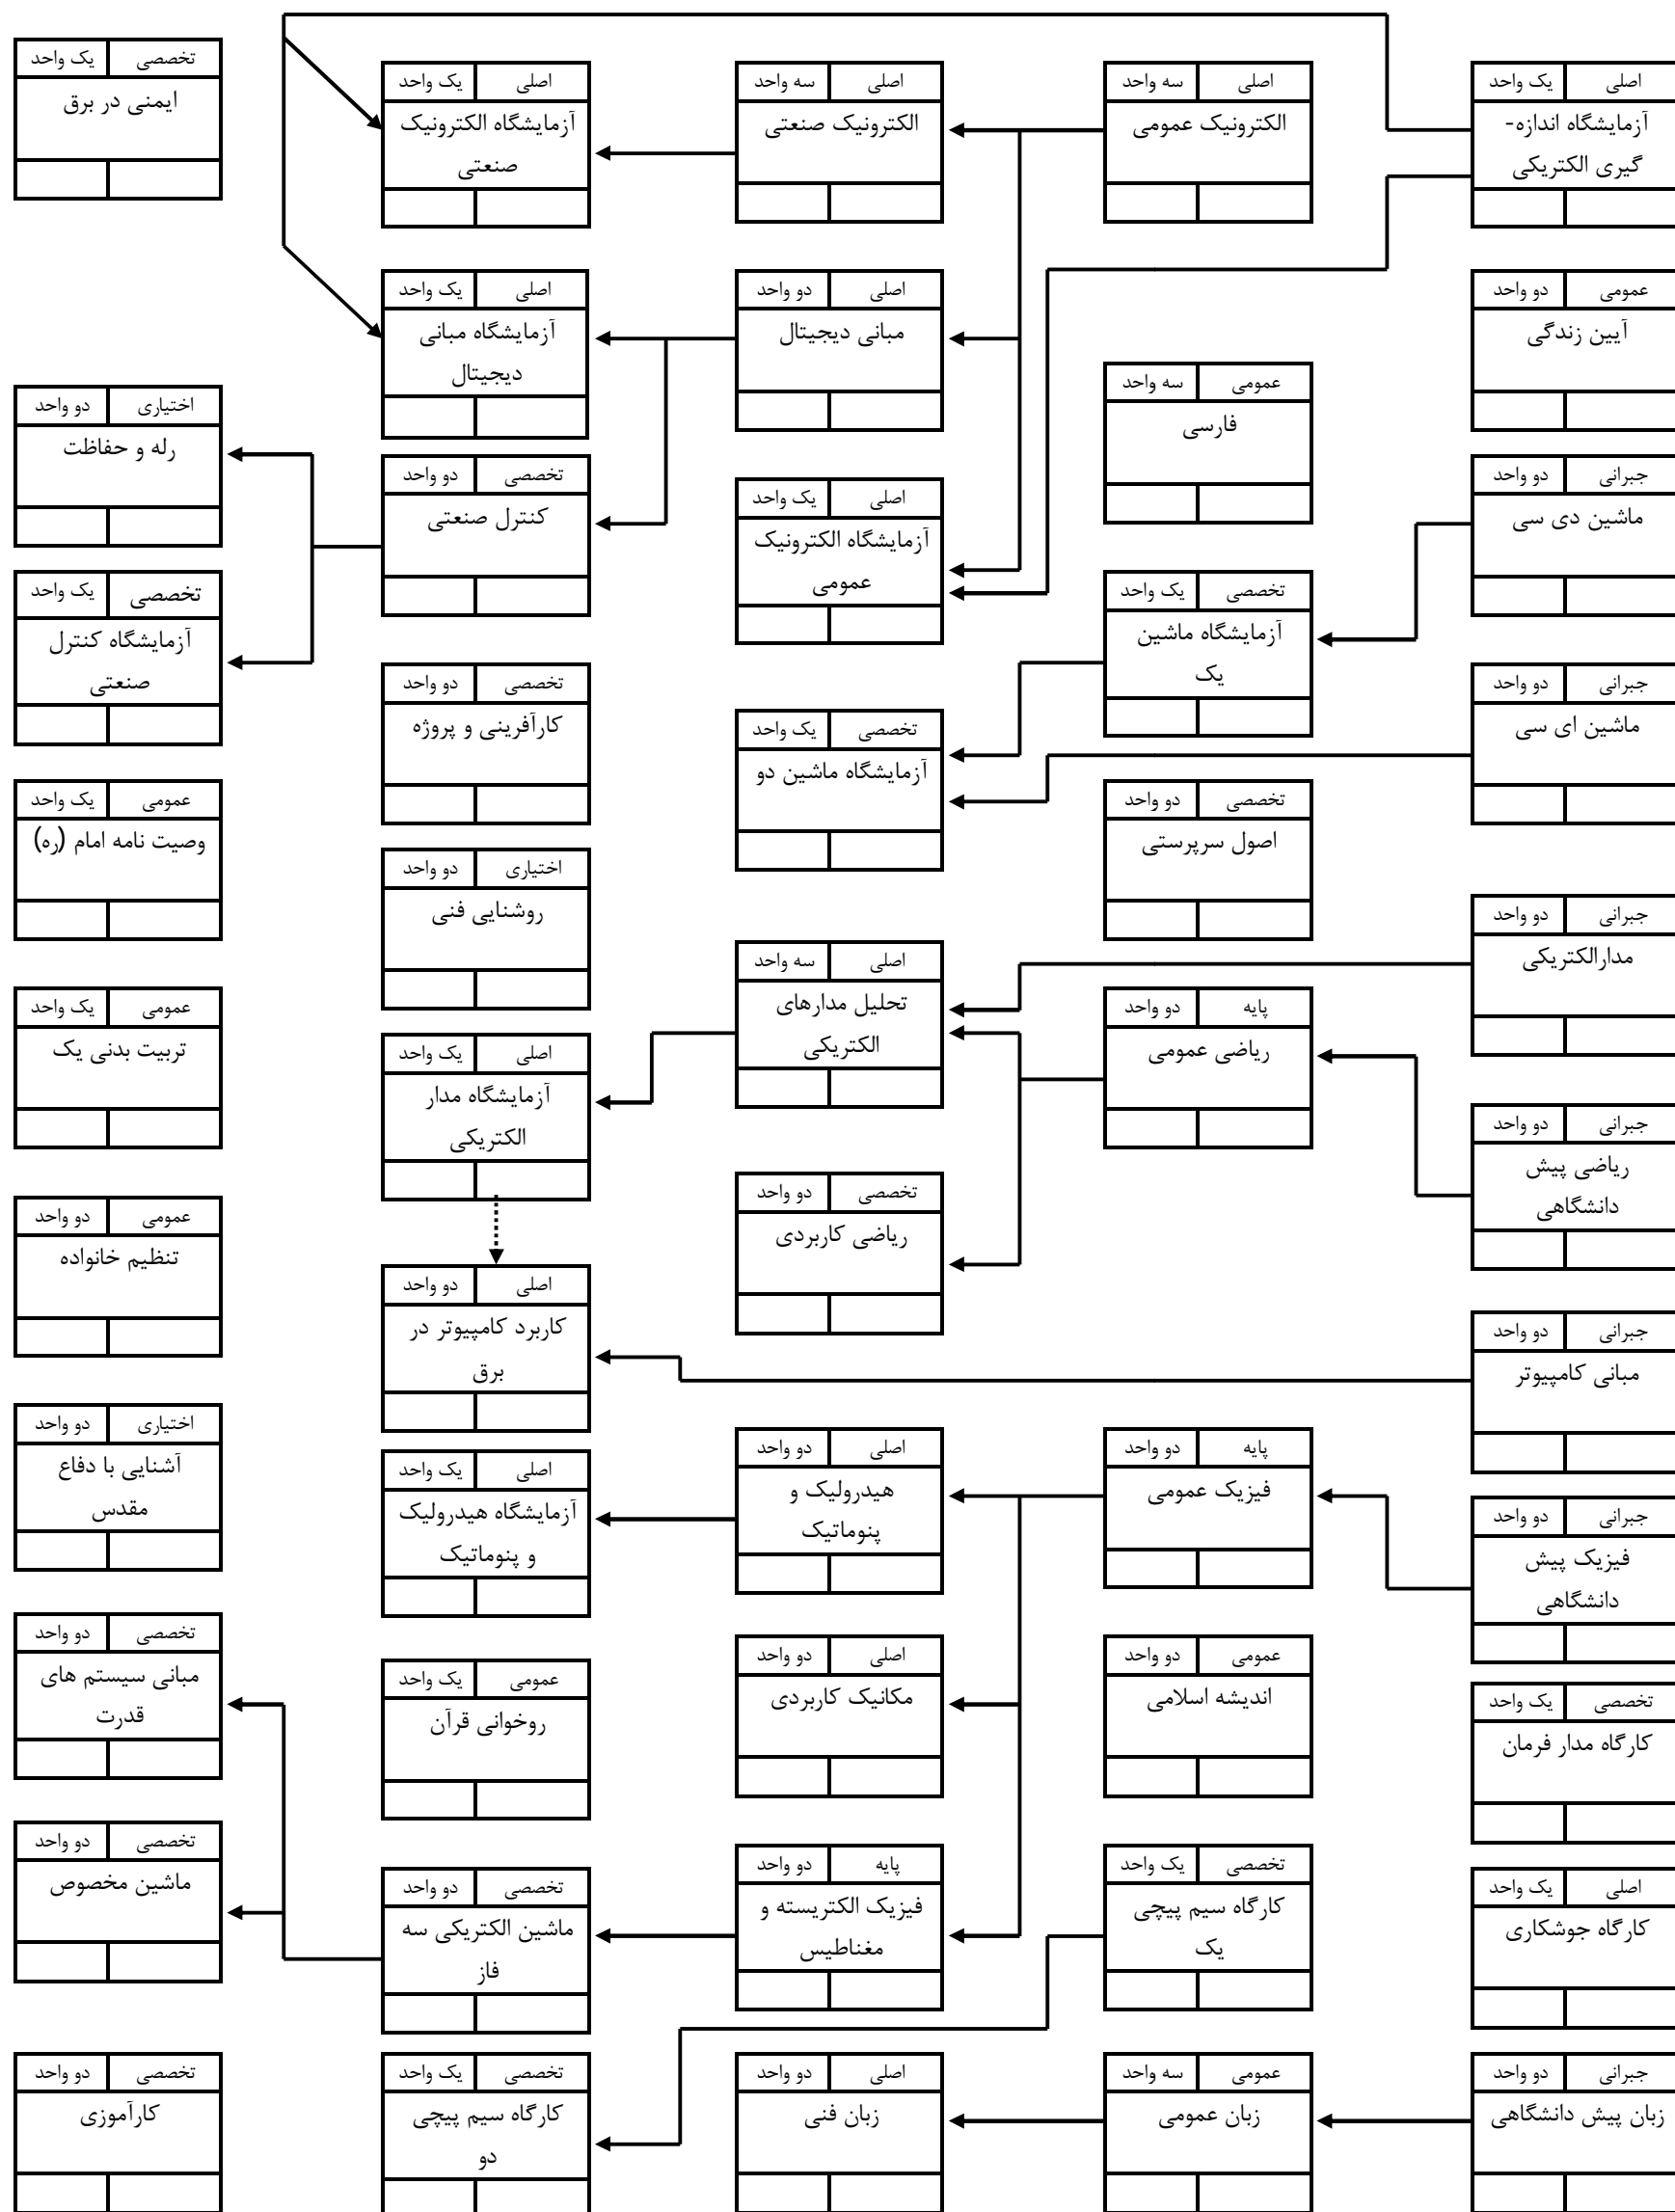 اصلی یک واحد
آزمایشگاه اندازه-
گیری الکتریکی
عمومی دو واحد
آیین زندگی
جبرانی دو واحد
ماشین دی سی
جبرانی دو واحد
ماشین ای سی
جبرانی دو واحد
مدارالکتریکی
جبرانی دو واحد
ریاضی پیش
دانشگاهی
جبرانی دو واحد
مبانی کامپیوتر
جبرانی دو واحد
فیزیک پیش
دانشگاهی
تخصصی یک واحد
کارگاه مدار فرمان
اصلی یک واحد
کارگاه جوشکاری
جبرانی دو واحد
زبان پیش دانشگاهی
اصلی سه واحد
الکترونیک عمومی
عمومی سه واحد
فارسی
تخصصی یک واحد
آزمایشگاه ماشین
یک
تخصصی دو واحد
اصول سرپرستی
پایه دو واحد
ریاضی عمومی
پایه دو واحد
فیزیک عمومی
عمومی دو واحد
اندیشه اسلامی
تخصصی یک واحد
کارگاه سیم پیچی
یک
عمومی سه واحد
زبان عمومی
اصلی سه واحد
الکترونیک صنعتی
اصلی دو واحد
مبانی دیجیتال
اصلی یک واحد
آزمایشگاه الکترونیک
عمومی
تخصصی یک واحد
آزمایشگاه ماشین دو
اصلی سه واحد
تحلیل مدارهای
الکتریکی
تخصصی دو واحد
ریاضی کاربردی
اصلی دو واحد
هیدرولیک و
پنوماتیک
اصلی دو واحد
مکانیک کاربردی
پایه دو واحد
فیزیک الکتریسته و
مغناطیس
اصلی دو واحد
زبان فنی
اصلی یک واحد
آزمایشگاه الکترونیک
صنعتی
اصلی یک واحد
آزمایشگاه مبانی
دیجیتال
تخصصی دو واحد
کنترل صنعتی
تخصصی دو واحد
کارآفرینی و پروژه
اختیاری دو واحد
روشنایی فنی
اصلی یک واحد
آزمایشگاه مدار
الکتریکی
اصلی دو واحد
کاربرد کامپیوتر در
برق
اصلی یک واحد
آزمایشگاه هیدرولیک
و پنوماتیک
عمومی یک واحد
روخوانی قرآن
تخصصی دو واحد
ماشین الکتریکی سه
فاز
تخصصی یک واحد
کارگاه سیم پیچی
دو
تخصصی یک واحد
ایمنی در برق
اختیاری دو واحد
رله و حفاظت
تخصصی یک واحد
آزمایشگاه کنترل
صنعتی
عمومی یک واحد
وصیت نامه امام (ره)
عمومی یک واحد
تربیت بدنی یک
عمومی دو واحد
تنظیم خانواده
اختیاری دو واحد
آشنایی با دفاع
مقدس
تخصصی دو واحد
مبانی سیستم های
قدرت
تخصصی دو واحد
ماشین مخصوص
تخصصی دو واحد
کارآموزی